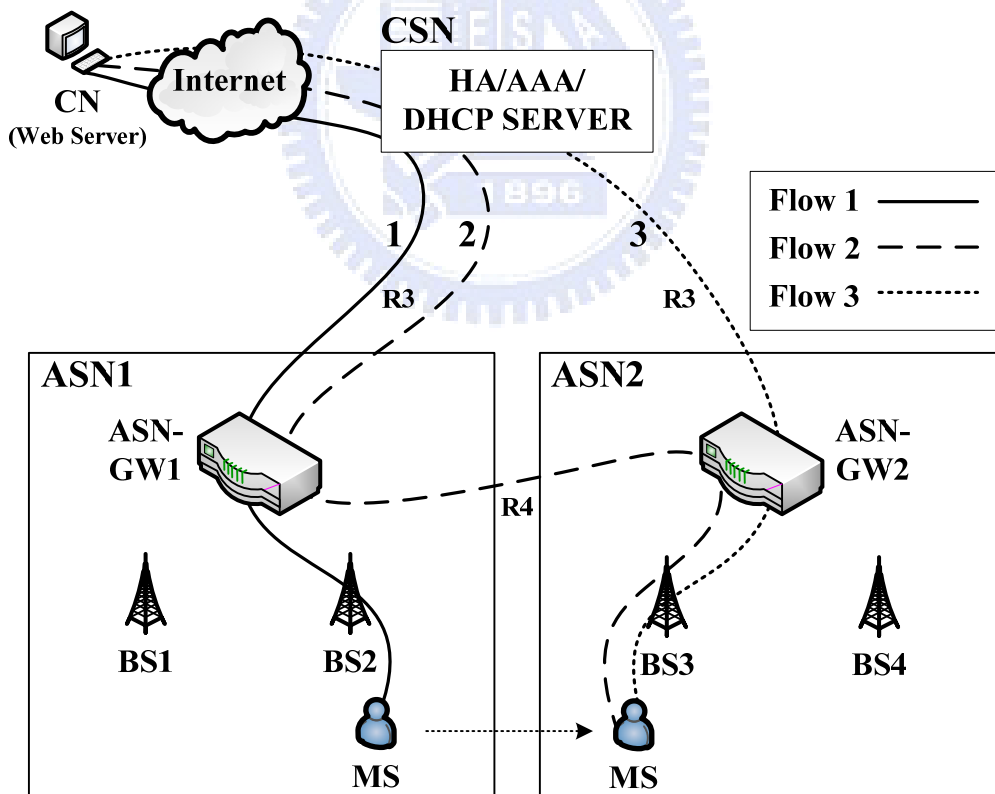 CSN
HA/AAA/
DHCP SERVER
Internet
CN
(Web Server)
1896
Flow 1
Flow 2
Flow 3
1
2
3
R3
R3
ASN1
ASN-
GW1
ASN2
ASN-
GW2
R4
BS1
BS2
BS3
BS4
MS
MS